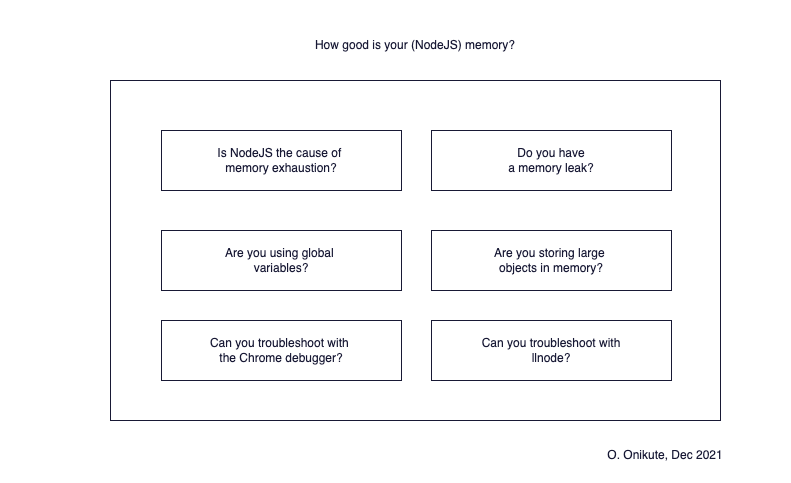 How good is your (NodeJS) memory?
Is NodeJS the cause of
memory exhaustion?
Do you have
a memory leak?
Are you using global
variables?
Are you storing large
objects in memory?
Can you troubleshoot with
the Chrome debugger?
Can you troubleshoot with
llnode?
O. Onikute, Dec 2021